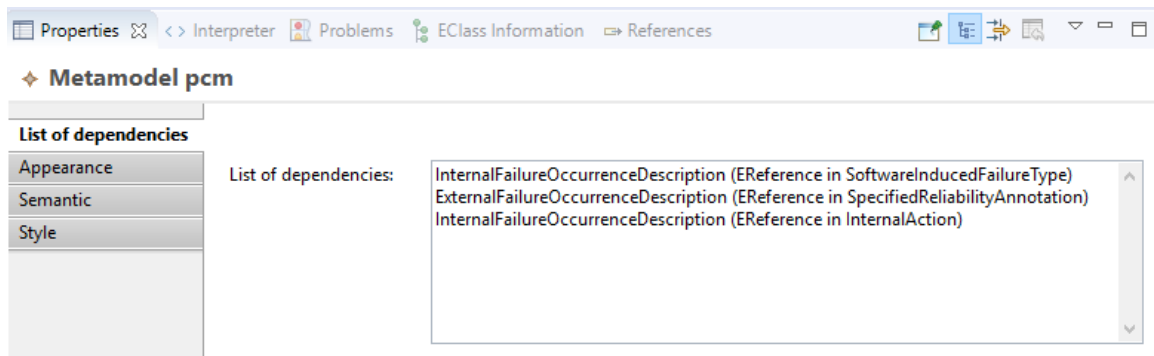 Properties Interpreter Problems EClass Information References
Metamodel pcm
List of dependencies
Appearance
Semantic
Style
List of dependencies:
InternalFailureOccurrenceDescription (EReference in SoftwareInducedFailureType)
ExternalFailureOccurrenceDescription (EReference in SpecifiedReliabilityAnnotation)
InternalFailureOccurrenceDescription (EReference in InternalAction)